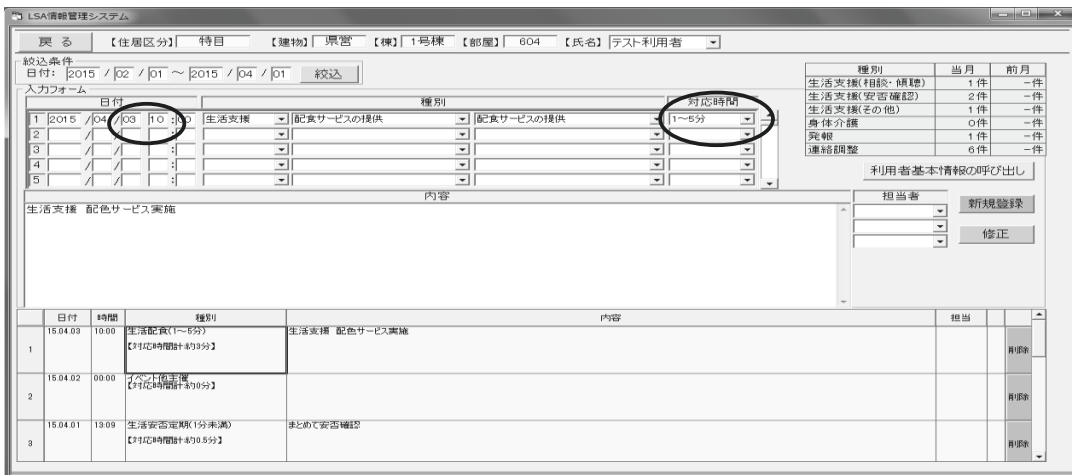 LSA情報管理システム
戻る 【住居区分】 特目 【建物】 県営 【棟】 1号棟 【部屋】 604 【氏名】 テスト利用者
絞込条件
日付: 2015 / 02 / 01 ～ 2015 / 04 / 01 絞込
入力フォーム
日付 種別 対応時間
1 2015 / 04 / 03 10 : 00 生活支援 配食サービスの提供 配食サービスの提供 1～5分
2 / / :
3 / / :
4 / / :
5 / / :
種別 当月 前月
生活支援(相談・傾聴) 1件 -件
生活支援(安否確認) 2件 -件
生活支援(その他) 1件 -件
身体介護 0件 -件
発報 1件 -件
連絡調整 6件 -件
利用者基本情報の呼び出し
内容
生活支援 配色サービス実施
担当者
新規登録
修正
日付 時間 種別 内容 担当
1 15.04.03 10:00 生活配食(1～5分) 生活支援 配色サービス実施 削除
【対応時間計:約3分】
2 15.04.02 00:00 イベント他主催 削除
【対応時間計:約0分】
3 15.04.01 13:09 生活安否定期(1分未満) まとめて安否確認 削除
【対応時間計:約0.5分】